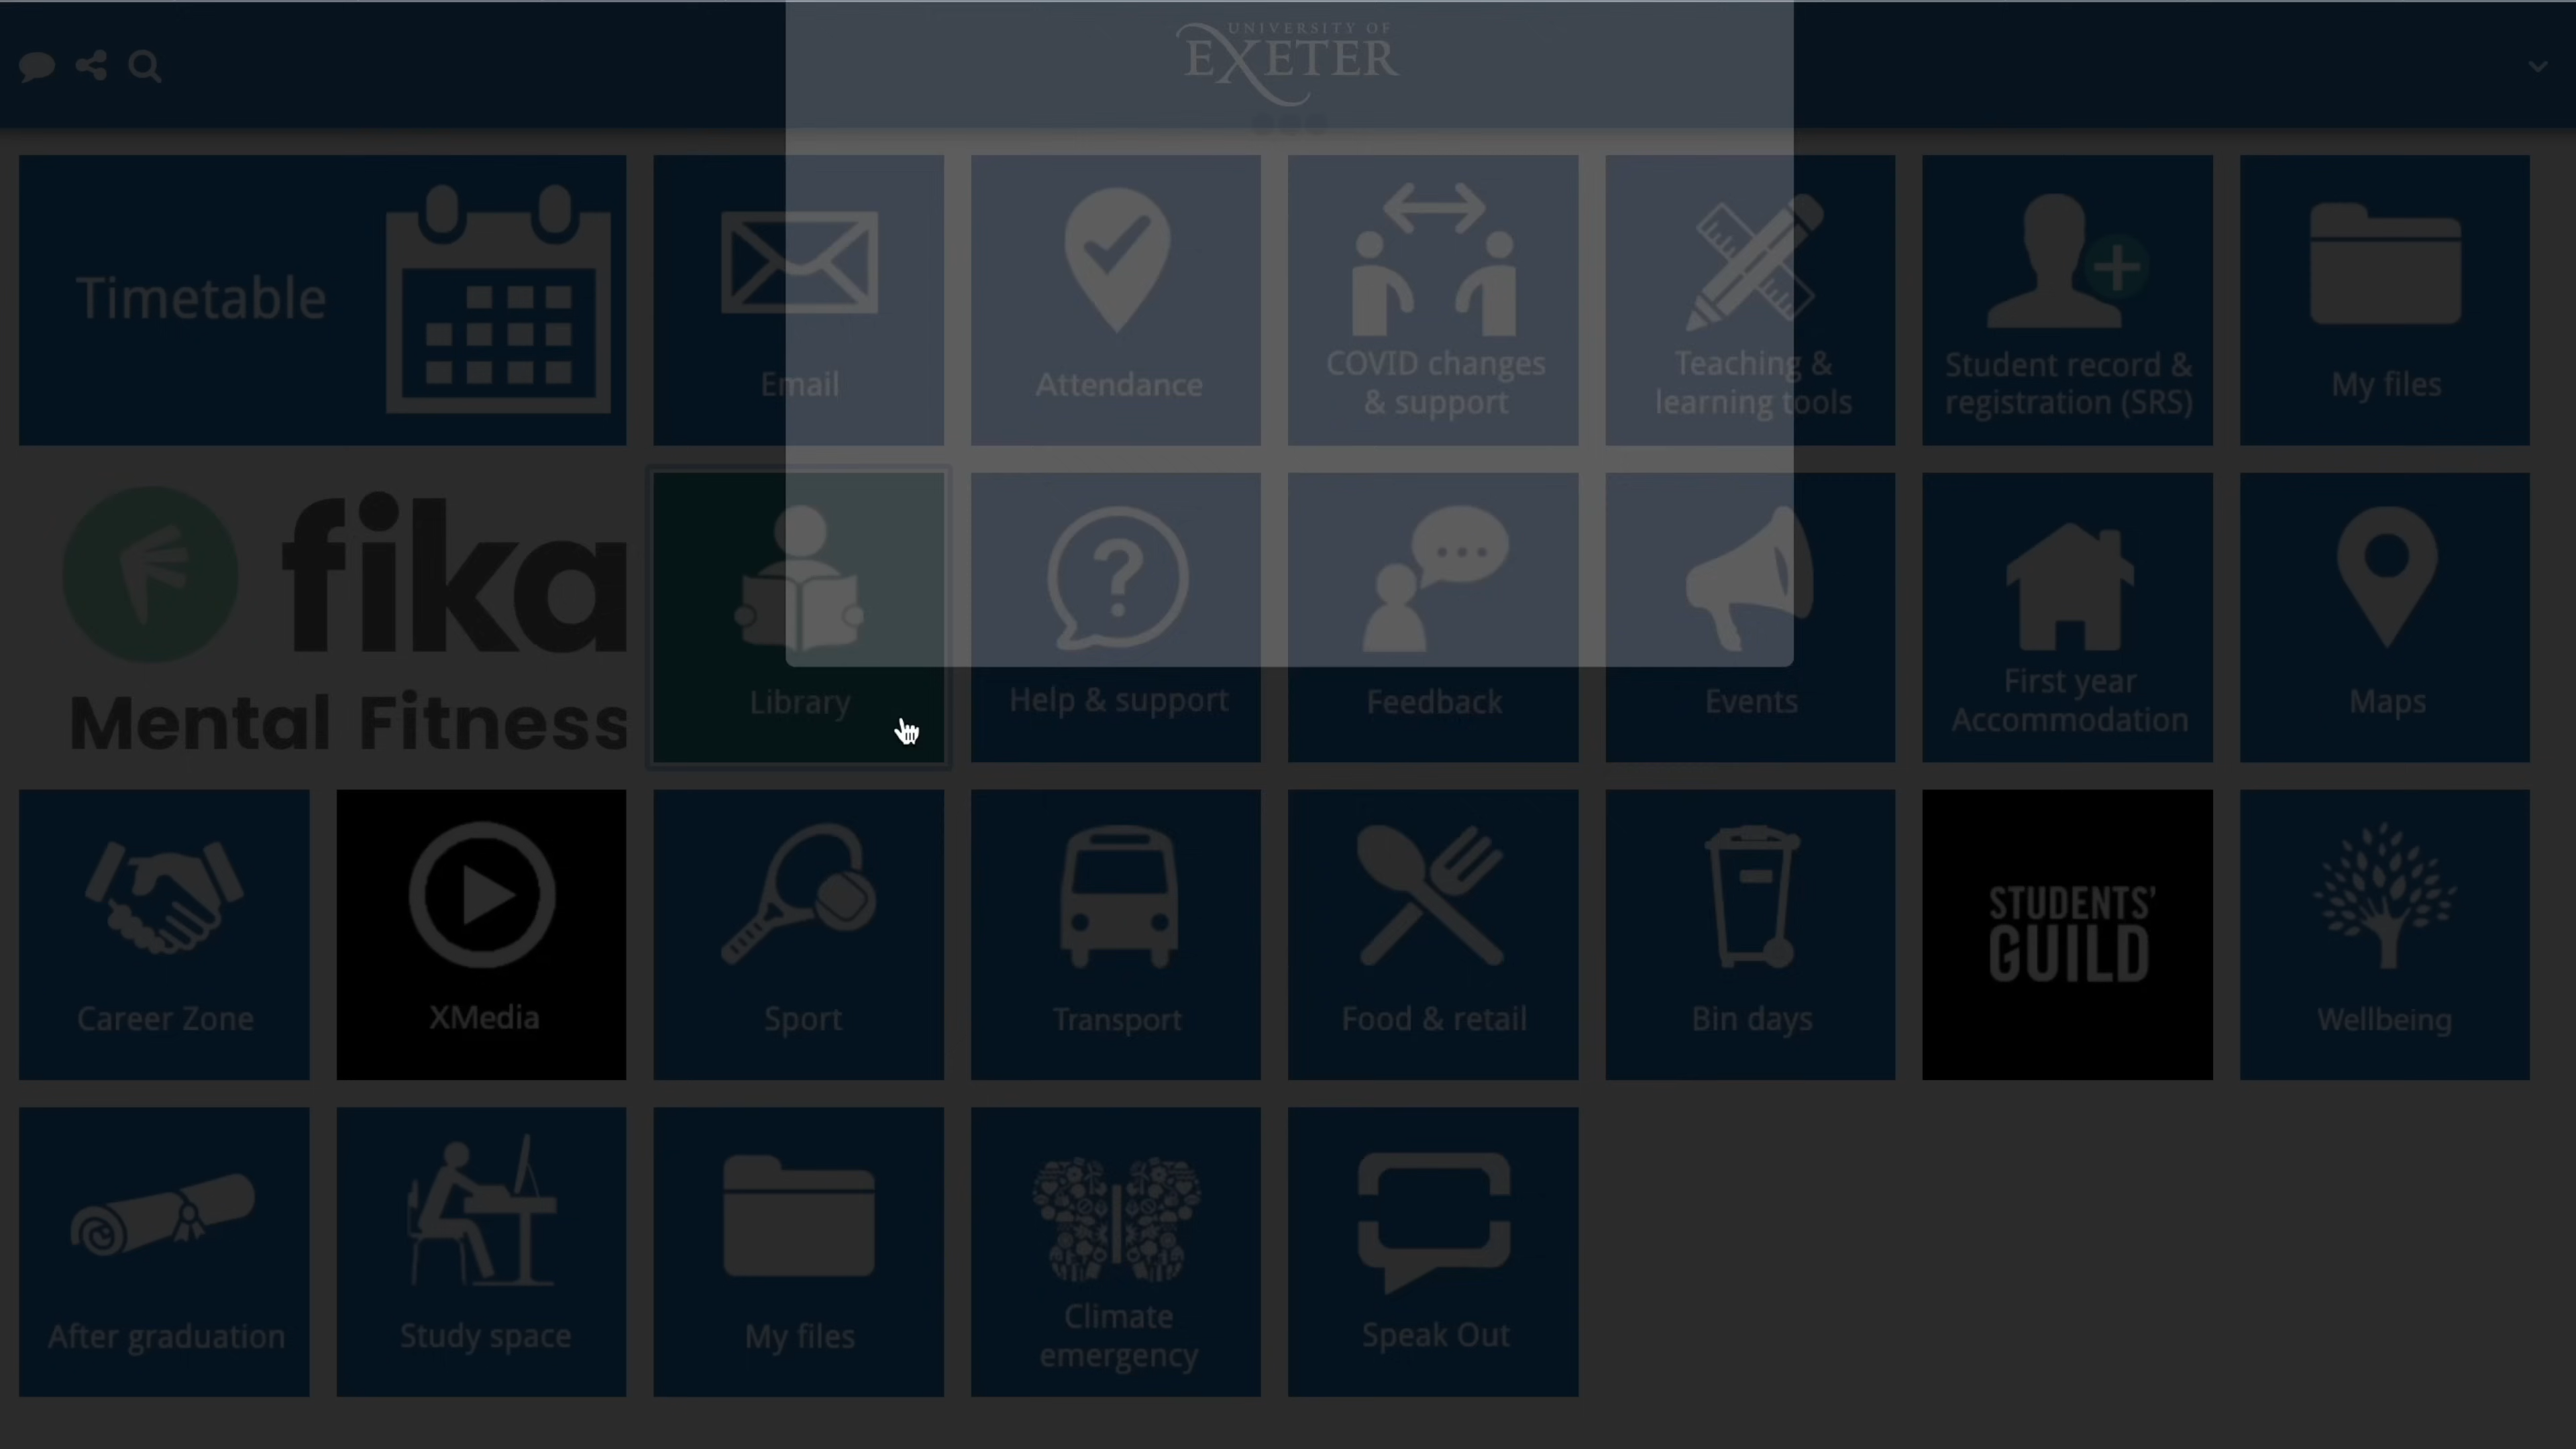 UNIVERSITY OF
EXETER
Timetable
Email
Attendance
COVID changes
& support
Teaching &
learning tools
Student record &
registration (SRS)
My files
fika
Mental Fitness
Library
Help & support
Feedback
Events
First year
Accommodation
Maps
Career Zone
XMedia
Sport
Transport
Food & retail
Bin days
STUDENTS'
GUILD
Wellbeing
After graduation
Study space
My files
Climate
emergency
Speak Out